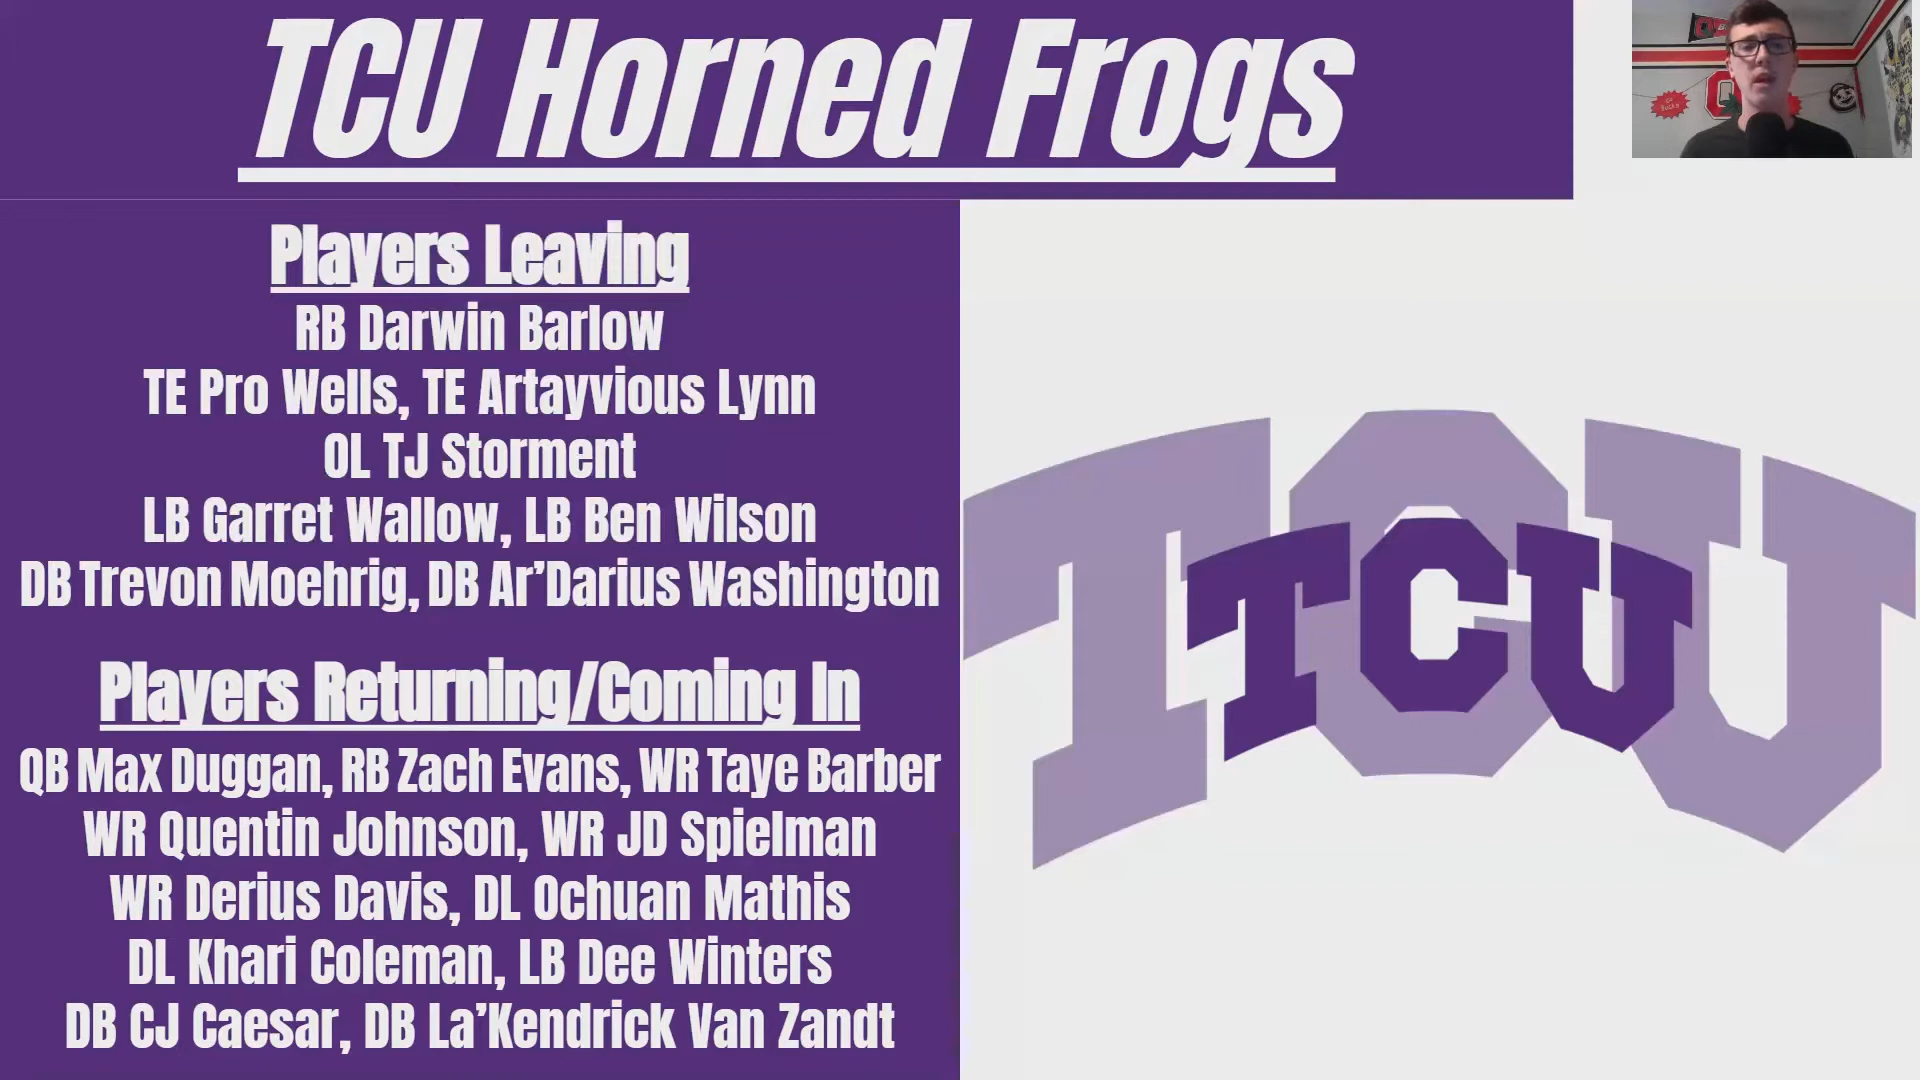 TCU Horned Frogs
Players Leaving
RB Darwin Barlow
TE Pro Wells, TE Artayvious Lynn
OL TJ Storment
LB Garret Wallow, LB Ben Wilson
DB Trevon Moehrig, DB Ar’Darius Washington
Players Returning/Coming In
QB Max Duggan, RB Zach Evans, WR Taye Barber
WR Quentin Johnson, WR JD Spielman
WR Derius Davis, DL Ochuan Mathis
DL Khari Coleman, LB Dee Winters
DB CJ Caesar, DB La’Kendrick Van Zandt
TCU
TCU